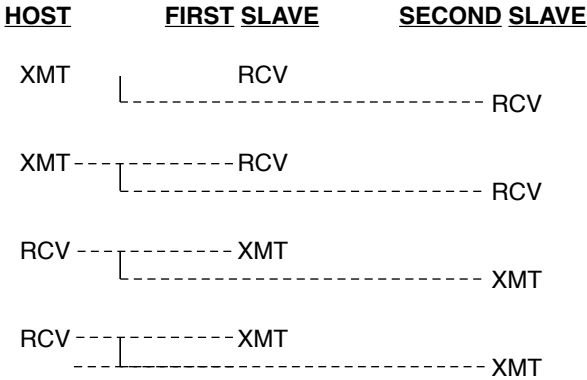 HOST FIRST SLAVE SECOND SLAVE
XMT RCV
RCV
XMT RCV
RCV
RCV XMT
XMT
RCV XMT
XMT